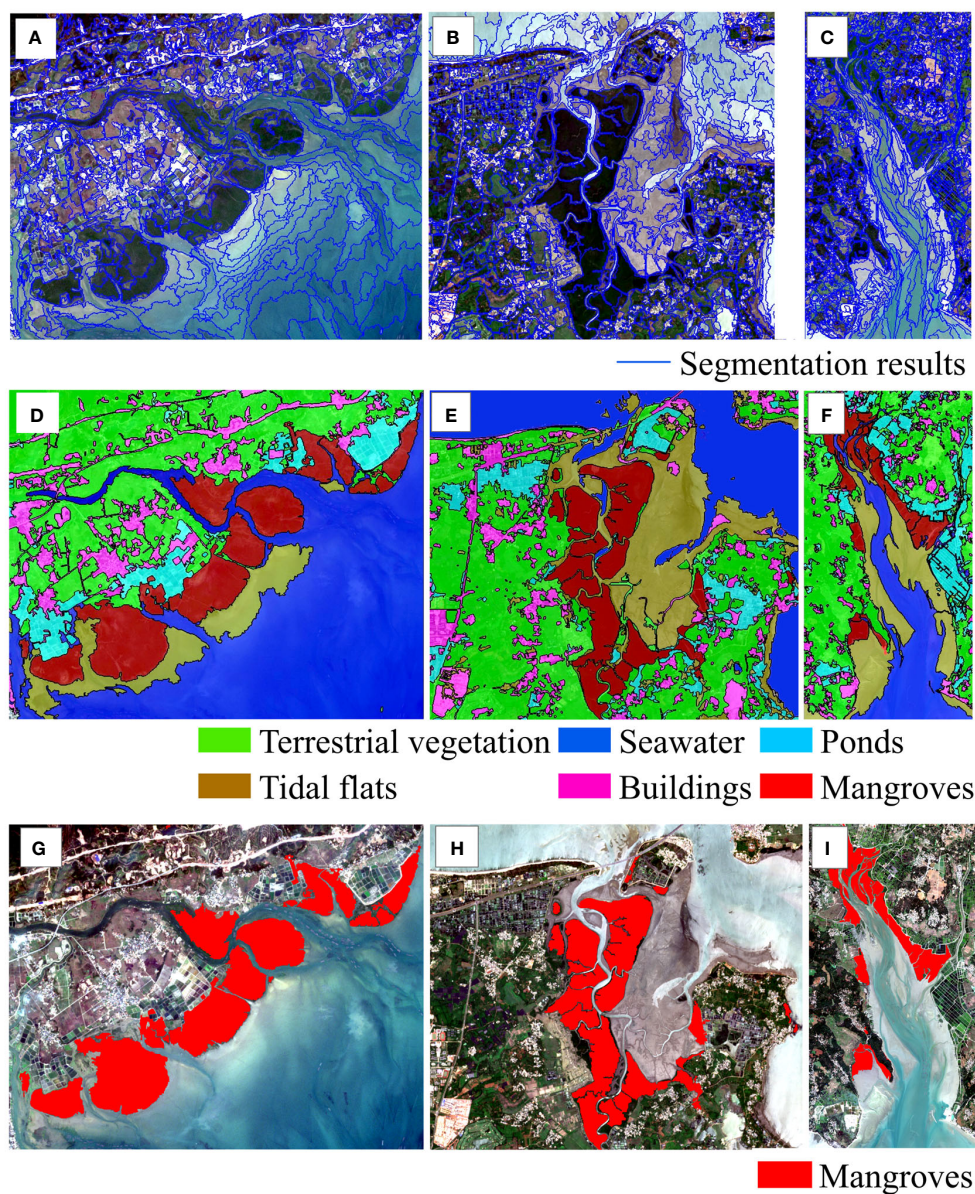 A
B
C
Segmentation results
D
E
F
Terrestrial vegetation
Seawater
Ponds
Tidal flats
Buildings
Mangroves
G
H
I
Mangroves